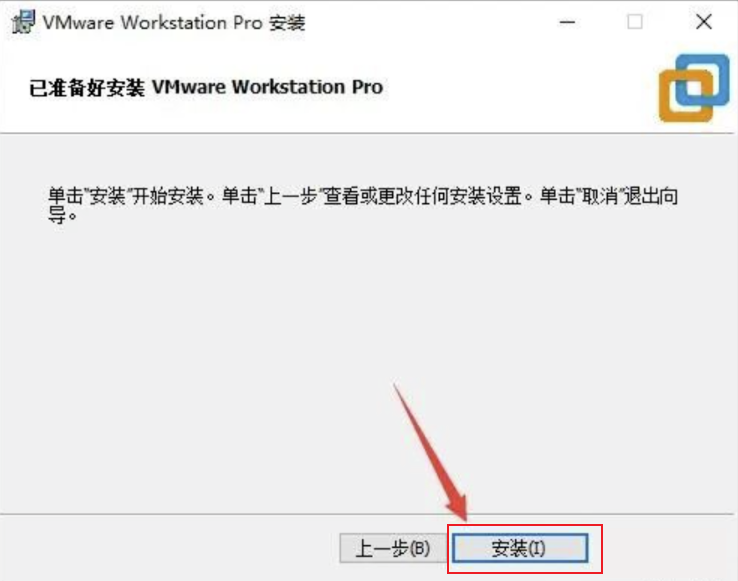 VMware Workstation Pro 安装
已准备好安装 VMware Workstation Pro
单击"安装"开始安装。单击"上一步"查看或更改任何安装设置。单击"取消"退出向
导。
上一步(B)
安装(I)